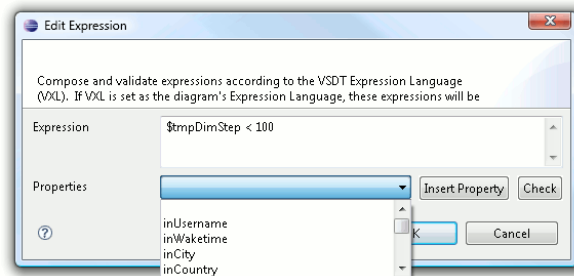 Edit Expression
Compose and validate expressions according to the VSDT Expression Language
(VXL). If VXL is set as the diagram's Expression Language, these expressions will be
Expression
$tmpDimStep < 100
Properties
Insert Property
Check
inUsername
inWaketime
inCity
inCountry
K
Cancel